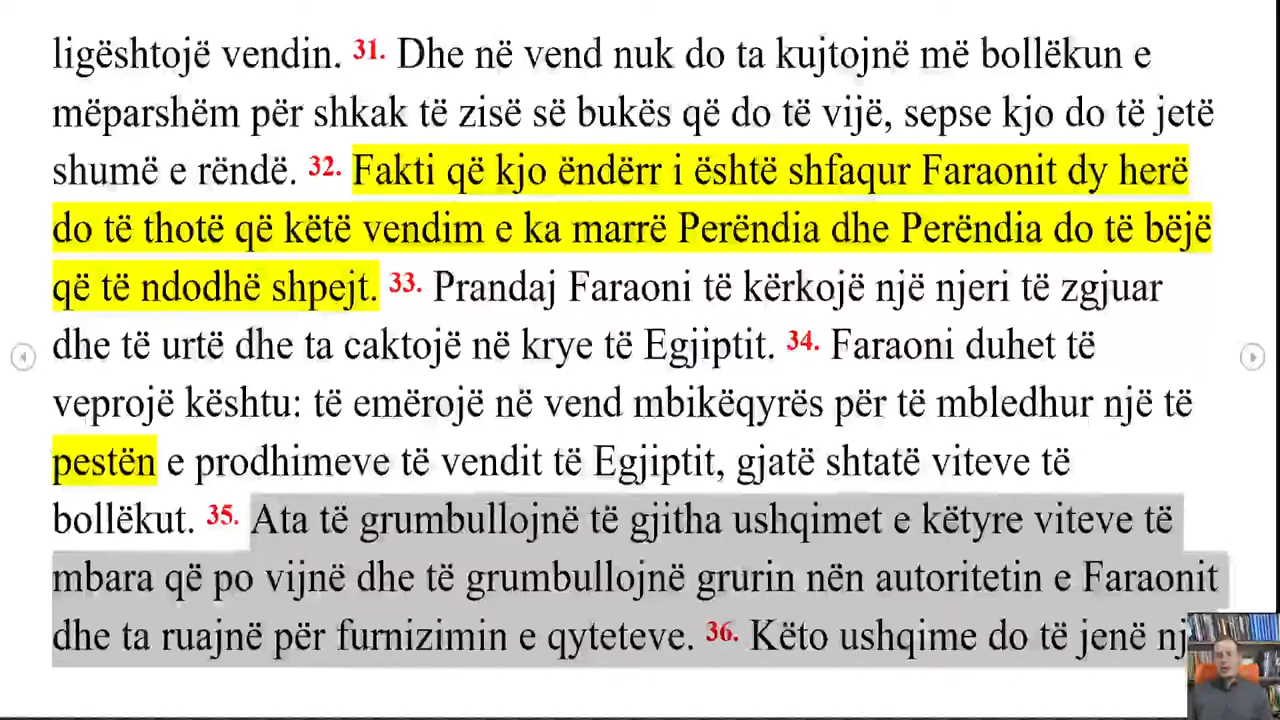 ligështojë vendin. 31. Dhe në vend nuk do ta kujtojnë më bollëkun e
mëparshëm për shkak të zisë së bukës që do të vijë, sepse kjo do të jetë
shumë e rëndë. 32. Fakti që kjo ëndërr i është shfaqur Faraonit dy herë
do të thotë që këtë vendim e ka marrë Perëndia dhe Perëndia do të bëjë
që të ndodhë shpejt. 33. Prandaj Faraoni të kërkojë një njeri të zgjuar
dhe të urtë dhe ta caktojë në krye të Egjiptit. 34. Faraoni duhet të
veprojë kështu: të emërojë në vend mbikëqyrës për të mbledhur një të
pestën e prodhimeve të vendit të Egjiptit, gjatë shtatë viteve të
bollëkut. 35. Ata të grumbullojnë të gjitha ushqimet e këtyre viteve të
mbara që po vijnë dhe të grumbullojnë grurin nën autoritetin e Faraonit
dhe ta ruajnë për furnizimin e qyteteve. 36. Këto ushqime do të jenë nj